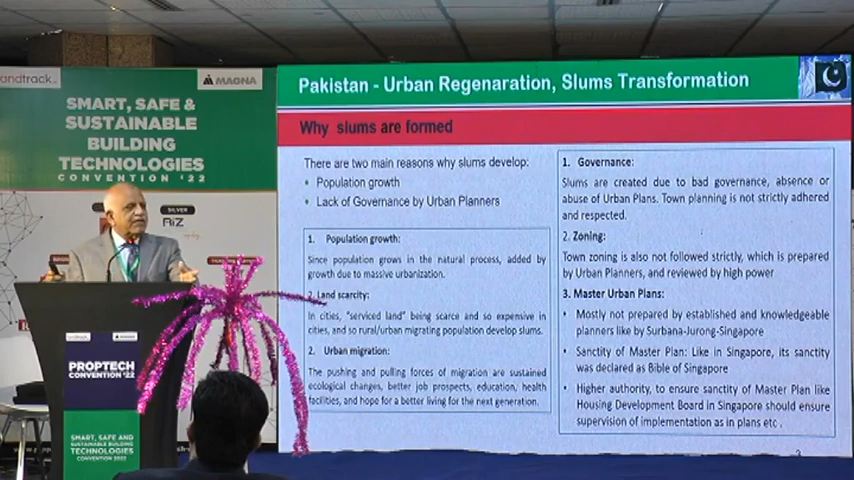 andtrack.
MAGNA
SMART, SAFE &
SUSTAINABLE
BUILDING
TECHNOLOGIES
CONVENTION '22
SILVER
RiZ
PROPTECH
CONVENTION '22
SMART, SAFE AND
SUSTAINABLE BUILDING
TECHNOLOGIES
CONVENTION 2022
Pakistan - Urban Regenaration, Slums Transformation
Why slums are formed
There are two main reasons why slums develop:
• Population growth
• Lack of Governance by Urban Planners
1. Population growth:
Since population grows in the natural process, added by
growth due to massive urbanization.
2. Land scarcity:
In cities, "serviced land" being scarce and so expensive in
cities, and so rural/urban migrating population develop slums.
2. Urban migration:
The pushing and pulling forces of migration are sustained
ecological changes, better job prospects, education, health
facilities, and hope for a better living for the next generation.
1. Governance:
Slums are created due to bad governance, absence or
abuse of Urban Plans. Town planning is not strictly adhered
and respected.
2. Zoning:
Town zoning is also not followed strictly, which is prepared
by Urban Planners, and reviewed by high power
3. Master Urban Plans:
• Mostly not prepared by established and knowledgeable
planners like by Surbana-Jurong-Singapore
• Sanctity of Master Plan: Like in Singapore, its sanctity
was declared as Bible of Singapore
• Higher authority, to ensure sanctity of Master Plan like
Housing Development Board in Singapore should ensure
supervision of implementation as in plans etc .